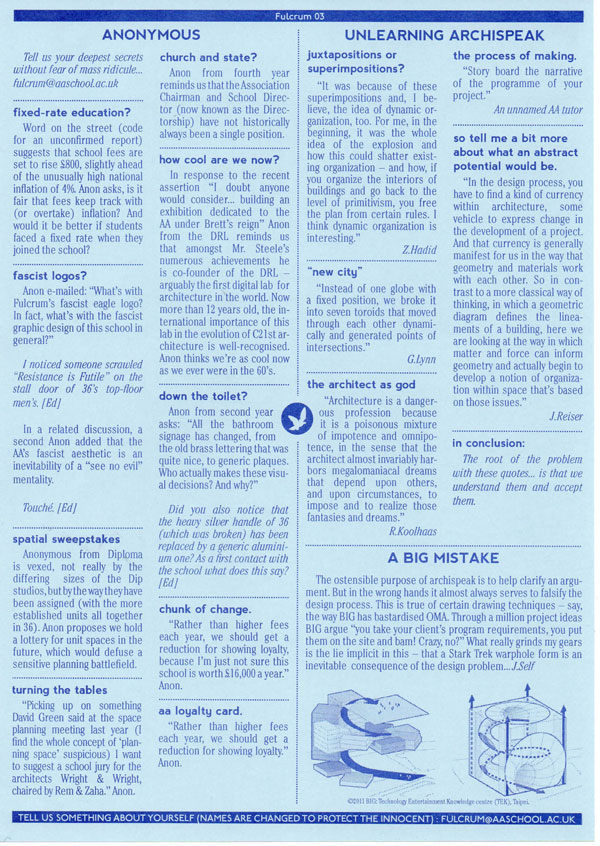 Fulcrum 03
ANONYMOUS
Tell us your deepest secrets
without fear of mass ridicule...
fulcrum@aaschool.ac.uk
fixed-rate education?
Word on the street (code
for an unconfirmed report)
suggests that school fees are
set to rise $800, slightly ahead
of the unusually high national
inflation of 4%. Anon asks, is it
fair that fees keep track with
(or overtake) inflation? And
would it be better if students
faced a fixed rate when they
joined the school?
fascist logos?
Anon e-mailed: "What's with
Fulcrum's fascist eagle logo?
In fact, what's with the fascist
graphic design of this school in
general?"
I noticed someone scrawled
"Resistance is Futile" on the
stall door of 36's top-floor
men's. [Ed]
In a related discussion, a
second Anon added that the
AA's fascist aesthetic is an
inevitability of a "see no evil"
mentality.
Touché. [Ed]
spatial sweepstakes
Anonymous from Diploma
is vexed, not really by the
differing sizes of the Dip
studios, but by the way they have
been assigned (with the more
established units all together
in 36). Anon proposes we hold
a lottery for unit spaces in the
future, which would defuse a
sensitive planning battlefield.
turning the tables
"Picking up on something
David Green said at the space
planning meeting last year (I
find the whole concept of 'plan-
ning space' suspicious) I want
to suggest a school jury for the
architects Wright & Wright,
chaired by Rem & Zaha." Anon.
church and state?
Anon from fourth year
reminds us that the Association
Chairman and School Direc-
tor (now known as the Direc-
torship) have not historically
always been a single position.
how cool are we now?
In response to the recent
assertion "I doubt anyone
would consider... building an
exhibition dedicated to the
AA under Brett's reign" Anon
from the DRL reminds us
that amongst Mr. Steele's
numerous achievements he
is co-founder of the DRL –
arguably the first digital lab for
architecture in the world. Now
more than 12 years old, the in-
ternational importance of this
lab in the evolution of C21st ar-
chitecture is well-recognised.
Anon thinks we're as cool now
as we ever were in the 60's.
down the toilet?
Anon from second year
asks: "All the bathroom
signage has changed, from
the old brass lettering that was
quite nice, to generic plaques.
Who actually makes these visu-
al decisions? And why?"
Did you also notice that
the heavy silver handle of 36
(which was broken) has been
replaced by a generic alumini-
um one? As a first contact with
the school what does this say?
[Ed]
chunk of change.
"Rather than higher fees
each year, we should get a
reduction for showing loyalty,
because I'm just not sure this
school is worth £16,000 a year."
Anon.
aa loyalty card.
"Rather than higher fees
each year, we should get a
reduction for showing loyalty."
Anon.
UNLEARNING ARCHISPEAK
juxtapositions or
superimpositions?
"It was because of these
superimpositions and, I be-
lieve, the idea of dynamic or-
ganization, too. For me, in the
beginning, it was the whole
idea of the explosion and
how this could shatter exist-
ing organization – and how, if
you organize the interiors of
buildings and go back to the
level of primitivism, you free
the plan from certain rules. I
think dynamic organization is
interesting."
Z.Hadid
"new city"
"Instead of one globe with
a fixed position, we broke it
into seven toroids that moved
through each other dynami-
cally and generated points of
intersections."
G.Lynn
the architect as god
"Architecture is a danger-
ous profession because
it is a poisonous mixture
of impotence and omnipo-
tence, in the sense that the
architect almost invariably har-
bors megalomaniacal dreams
that depend upon others,
and upon circumstances, to
impose and to realize those
fantasies and dreams."
R.Koolhaas
the process of making.
"Story board the narrative
of the programme of your
project."
An unnamed AA tutor
so tell me a bit more
about what an abstract
potential would be.
"In the design process, you
have to find a kind of currency
within architecture, some
vehicle to express change in
the development of a project.
And that currency is generally
manifest for us in the way that
geometry and materials work
with each other. So in con-
trast to a more classical way of
thinking, in which a geometric
diagram defines the linea-
ments of a building, here we
are looking at the way in which
matter and force can inform
geometry and actually begin to
develop a notion of organiza-
tion within space that's based
on those issues."
J.Reiser
in conclusion:
The root of the problem
with these quotes... is that we
understand them and accept
them.
A BIG MISTAKE
The ostensible purpose of archispeak is to help clarify an argu-
ment. But in the wrong hands it almost always serves to falsify the
design process. This is true of certain drawing techniques – say,
the way BIG has bastardised OMA. Through a million project ideas
BIG argue "you take your client's program requirements, you put
them on the site and bam! Crazy, no?" What really grinds my gears
is the lie implicit in this – that a Stark Trek warphole form is an
inevitable consequence of the design problem...J.Self
©2011 BIG; Technology Entertainment Knowledge centre (TEK), Taipei.
TELL US SOMETHING ABOUT YOURSELF (NAMES ARE CHANGED TO PROTECT THE INNOCENT) : FULCRUM@AASCHOOL.AC.UK